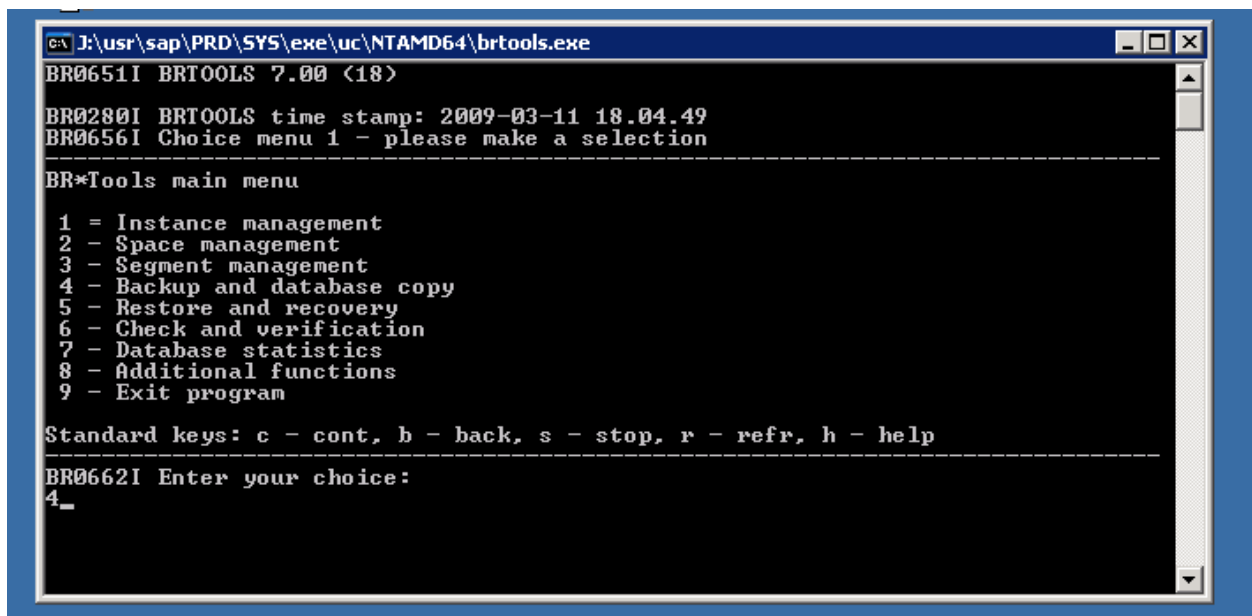 J:\usr\sap\PRD\SYS\exe\uc\NTAMD64\brtools.exe
BR0651I BRTOOLS 7.00 (18)
BR0280I BRTOOLS time stamp: 2009-03-11 18.04.49
BR0656I Choice menu 1 - please make a selection
BR*Tools main menu
1 = Instance management
2 - Space management
3 - Segment management
4 - Backup and database copy
5 - Restore and recovery
6 - Check and verification
7 - Database statistics
8 - Additional functions
9 - Exit program
Standard keys: c - cont, b - back, s - stop, r - refr, h - help
BR0662I Enter your choice:
4_